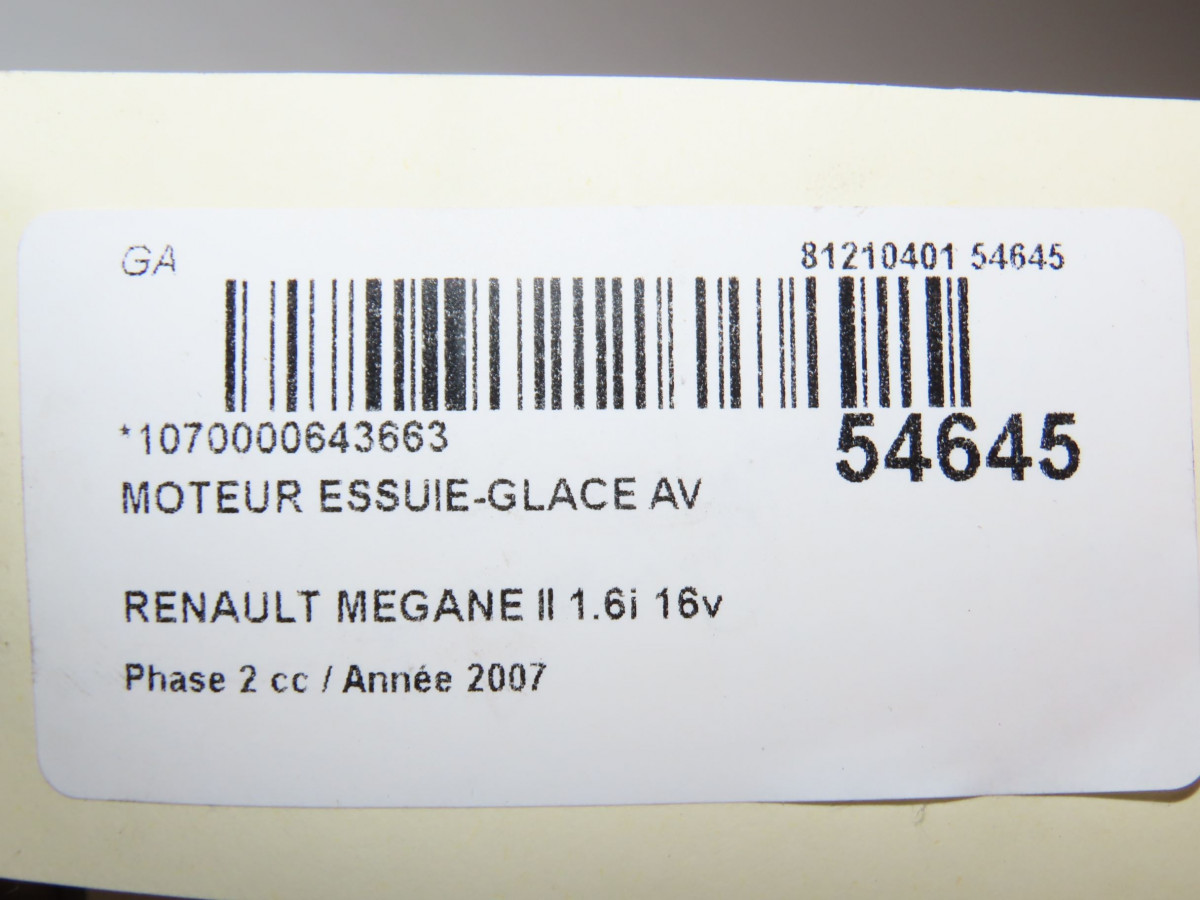 GA
81210401 54645
*1070000643663
54645
MOTEUR ESSUIE-GLACE AV
RENAULT MEGANE II 1.6i 16v
Phase 2 cc / Année 2007